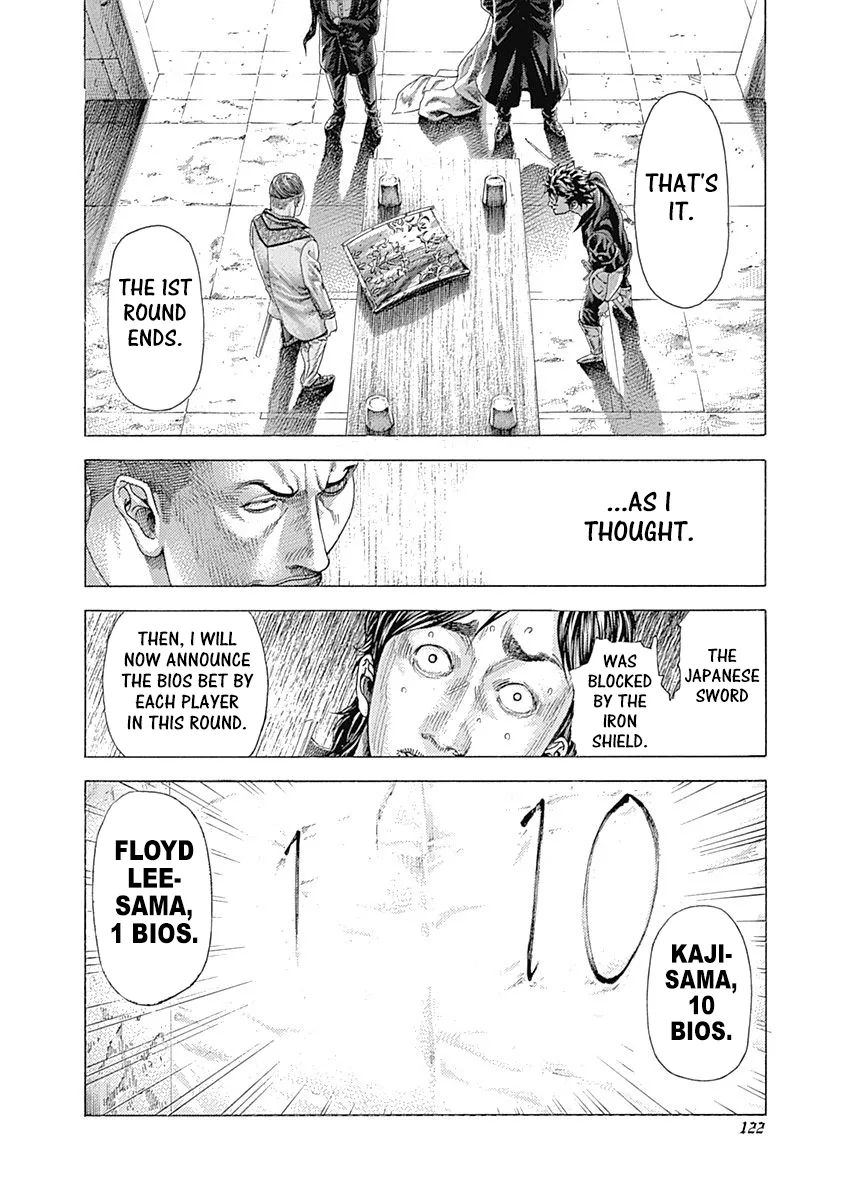 THAT'S
IT.
THE 1ST
ROUND
ENDS.
...AS I
THOUGHT.
THE
JAPANESE
SWORD
WAS
BLOCKED
BY THE
IRON
SHIELD.
THEN, I WILL
NOW ANNOUNCE
THE BIOS BET BY
EACH PLAYER
IN THIS ROUND.
10
1
KAJI-
SAMA,
10
BIOS.
FLOYD
LEE-
SAMA,
1 BIOS.
122